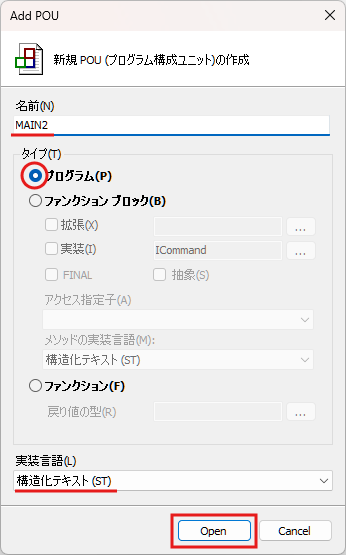 Add POU
新規 POU (プログラム構成ユニット)の作成
名前(N)
MAIN2
タイプ(T)
プログラム(P)
ファンクション ブロック(B)
拡張(X)
...
実装(I)
ICommand
...
FINAL
抽象(S)
アクセス指定子(A)
メソッドの実装言語(M):
構造化テキスト (ST)
ファンクション(F)
戻り値の型(R)
...
実装言語(L)
構造化テキスト (ST)
Open
Cancel